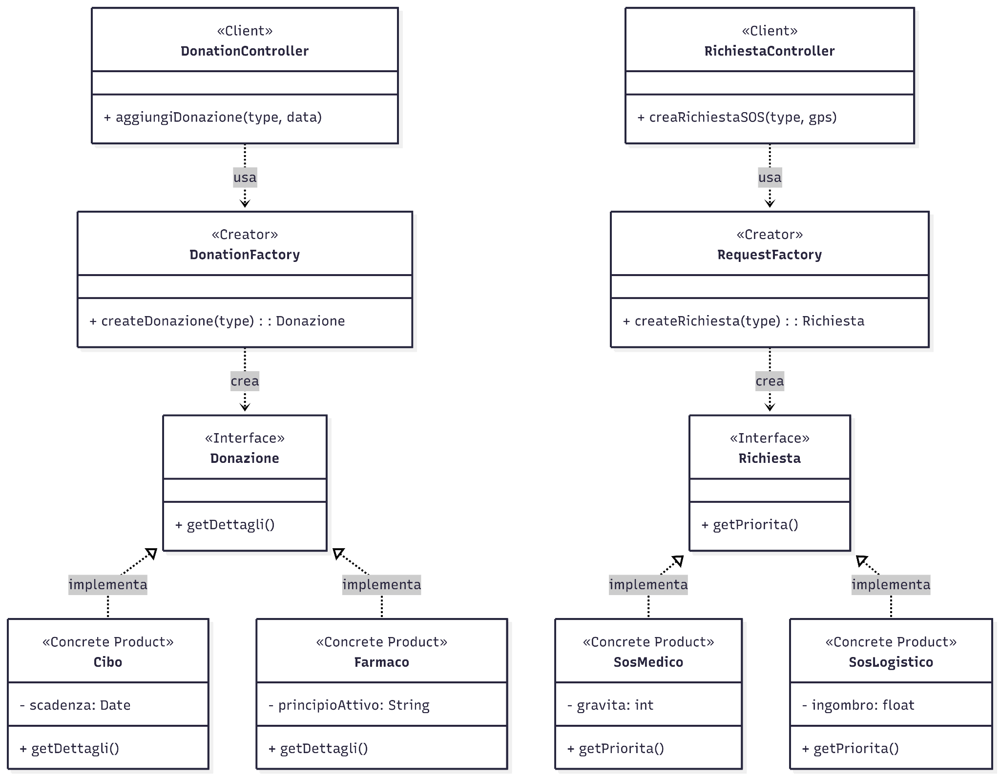 «Client»
DonationController
+ aggiungiDonazione(type, data)
usa
«Creator»
DonationFactory
+ createDonazione(type) : : Donazione
crea
«Interface»
Donazione
+ getDettagli()
implementa
implementa
«Concrete Product»
Cibo
- scadenza: Date
+ getDettagli()
«Concrete Product»
Farmaco
- principioAttivo: String
+ getDettagli()
«Client»
RichiestaController
+ creaRichiestaSOS(type, gps)
usa
«Creator»
RequestFactory
+ createRichiesta(type) : : Richiesta
crea
«Interface»
Richiesta
+ getPriorita()
implementa
implementa
«Concrete Product»
SosMedico
- gravita: int
+ getPriorita()
«Concrete Product»
SosLogistico
- ingombro: float
+ getPriorita()